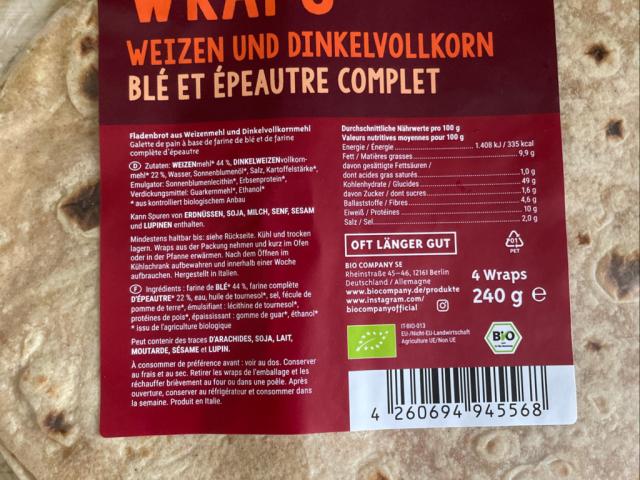 WRAPS
WEIZEN UND DINKELVOLLKORN
BLÉ ET ÉPEAUTRE COMPLET
Fladenbrot aus Weizenmehl und Dinkelvollkornmehl
Galette de pain à base de farine de blé et de farine
complète d'épeautre
D Zutaten: WEIZENmehl* 44 %, DINKELWEIZENvollkorn-
mehl* 22 %, Wasser, Sonnenblumenöl*, Salz, Kartoffelstärke*,
Emulgator: Sonnenblumenlecithin*, Erbsenprotein*,
Verdickungsmittel: Guarkernmehl*, Ethanol*
* aus kontrolliert biologischem Anbau
Kann Spuren von ERDNÜSSEN, SOJA, MILCH, SENF, SESAM
und LUPINEN enthalten.
Mindestens haltbar bis: siehe Rückseite. Kühl und trocken
lagern. Wraps aus der Packung nehmen und kurz im Ofen
oder in der Pfanne erwärmen. Nach dem Öffnen im
Kühlschrank aufbewahren und innerhalb einer Woche
aufbrauchen. Hergestellt in Italien.
F Ingrédients : farine de BLÉ* 44 %, farine complète
D'ÉPEAUTRE* 22 %, eau, huile de tournesol*, sel, fécule de
pomme de terre*, émulsifiant : lécithine de tournesol*,
protéines de pois*, épaississant : gomme de guar*, éthanol*
* issu de l'agriculture biologique
Peut contenir des traces D'ARACHIDES, SOJA, LAIT,
MOUTARDE, SÉSAME et LUPIN.
À consommer de préférence avant : voir au dos. Conserver
au frais et au sec. Retirer les wraps de l'emballage et les
réchauffer brièvement au four ou dans une poêle. Après
ouverture, conserver au réfrigérateur et consommer dans
la semaine. Produit en Italie.
Durchschnittliche Nährwerte pro 100 g
Valeurs nutritives moyennes pour 100 g
Energie / Énergie 1.408 kJ / 335 kcal
Fett / Matières grasses 9,9 g
davon gesättigte Fettsäuren /
dont acides gras saturés 1,0 g
Kohlenhydrate / Glucides 49 g
davon Zucker / dont sucres 1,6 g
Ballaststoffe / Fibres 4,6 g
Eiweiß / Protéines 10 g
Salz / Sel 2,0 g
OFT LÄNGER GUT
01
PET
BIO COMPANY SE
Rheinstraße 45–46, 12161 Berlin
Deutschland / Allemagne
www.biocompany.de/produkte
www.instagram.com/
biocompanyofficial
4 Wraps
240 g e
IT-BIO-013
EU-/Nicht-EU-Landwirtschaft
Agriculture UE/Non UE
BIO
4 260694 945568